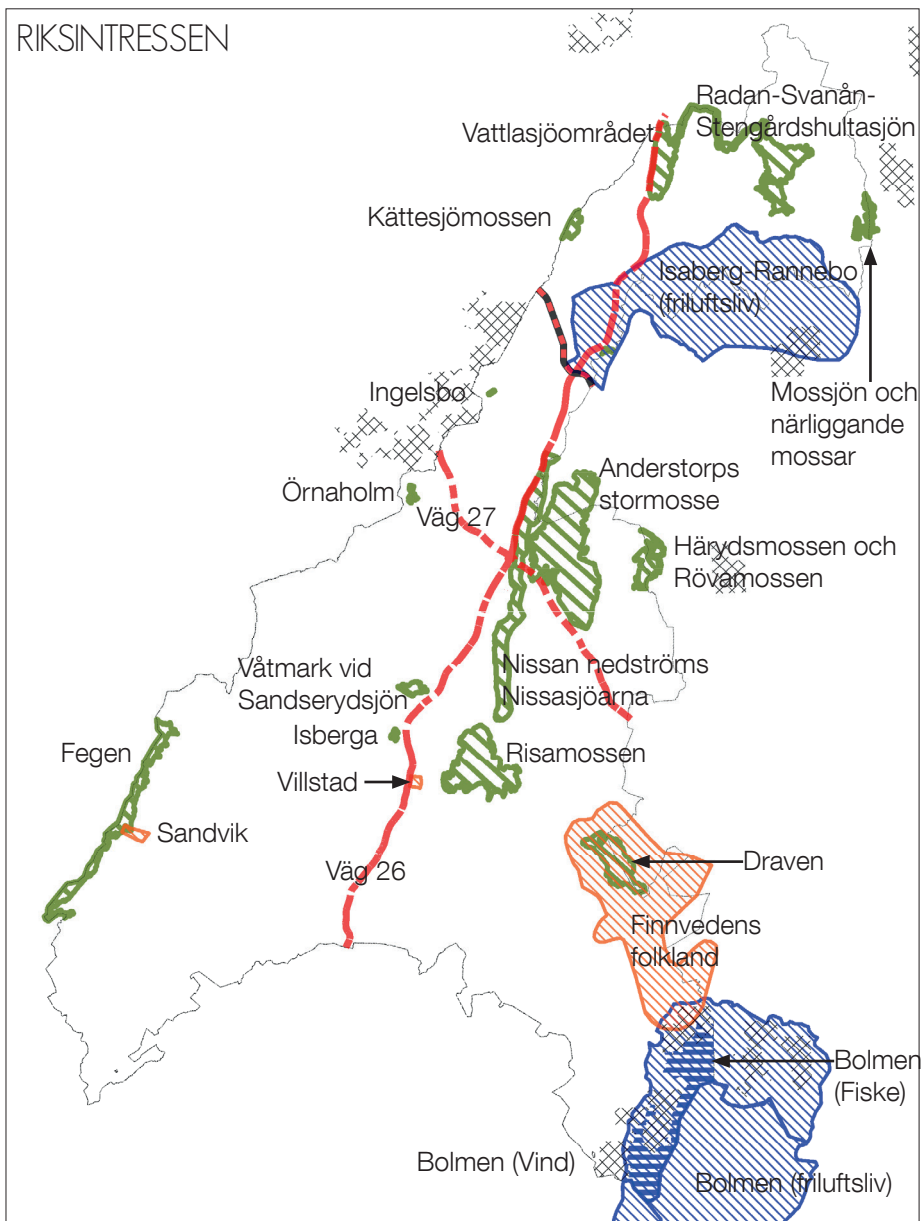 RIKSINTRESSEN
Radan-Svanån-
Stengårdshultasjön
Vattlasjöområdet
Kättesjömossen
Isaberg-Rannebo
(friluftsliv)
Mossjön och
närliggande
mossar
Ingelsbo
Anderstorps
stormosse
Örnaholm
Väg 27
Härydsmossen och
Rövamossen
Våtmark vid
Sandserydsjön
Nissan nedströms
Nissasjöarna
Isberga
Fegen
Risamossen
Villstad
Sandvik
Väg 26
Draven
Finnvedens
folkland
Bolmen
(Fiske)
Bolmen (Vind)
Bolmen (friluftsliv)